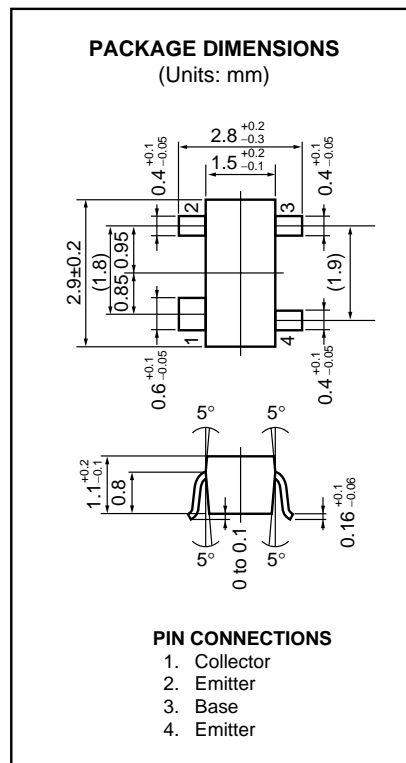 PACKAGE DIMENSIONS
(Units: mm)
2.8 +0.2 −0.3
1.5 +0.2 −0.1
0.4 +0.1 −0.05
0.4 +0.1 −0.05
2
3
2.9±0.2
(1.8)
0.85
0.95
(1.9)
1
4
0.6 +0.1 −0.05
0.4 +0.1 −0.05
5°
5°
1.1 +0.2 −0.1
0.8
0 to 0.1
0.16 +0.1 −0.06
5°
5°
PIN CONNECTIONS
1. Collector
2. Emitter
3. Base
4. Emitter